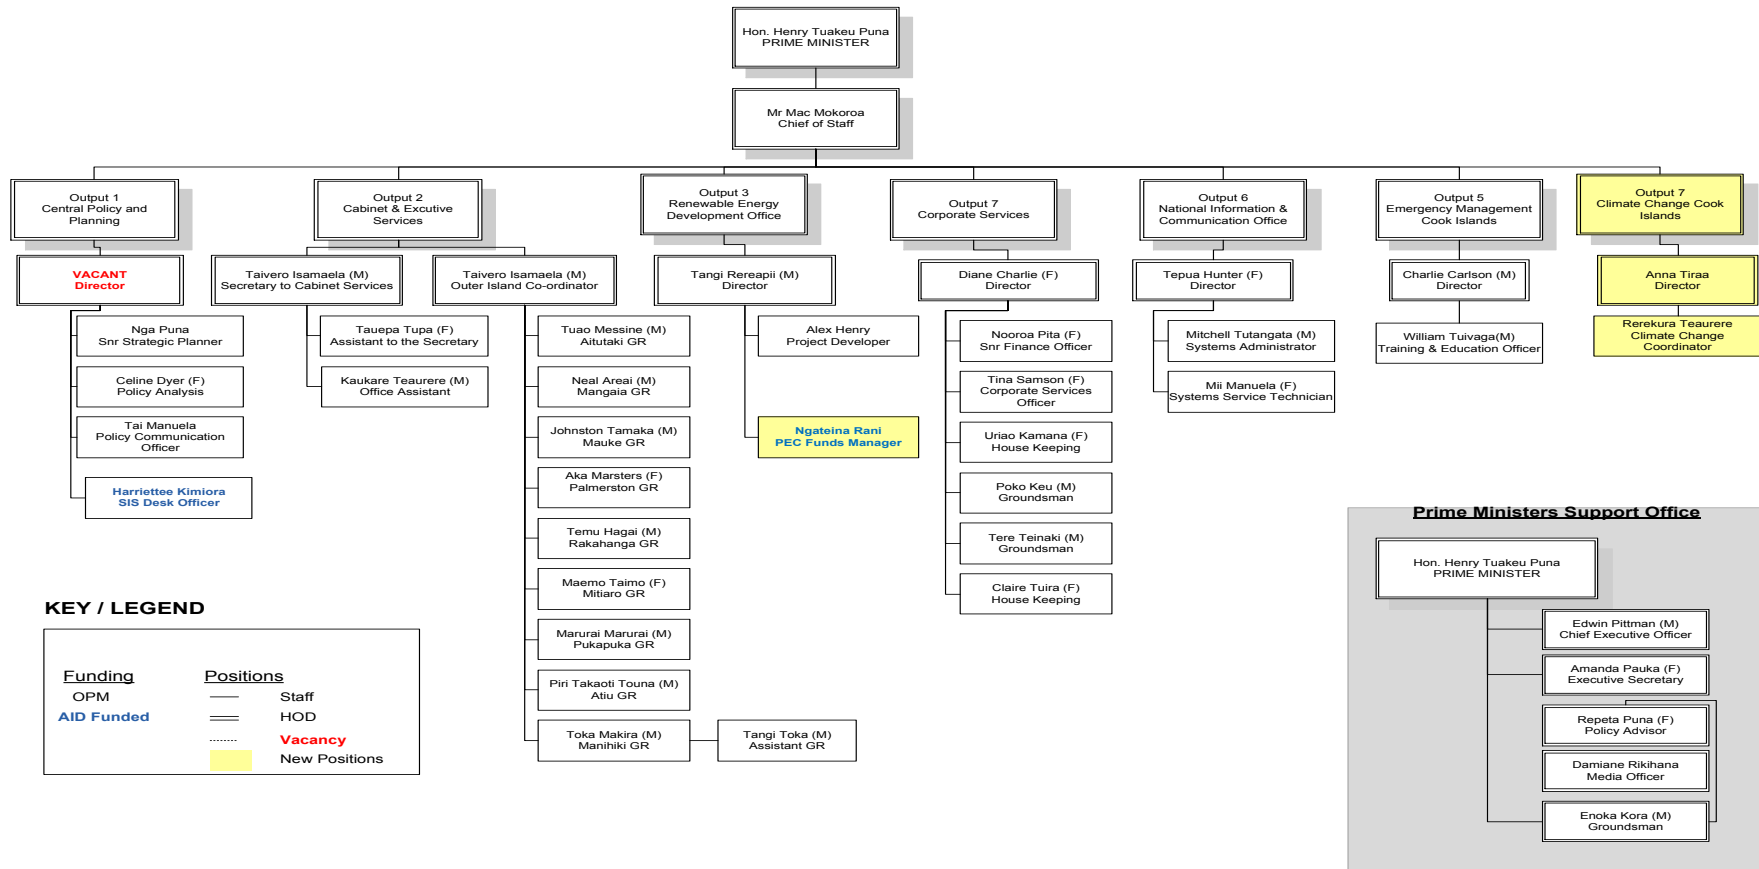 Hon. Henry Tuakeu Puna
PRIME MINISTER
Mr Mac Mokoroa
Chief of Staff
Output 1
Central Policy and
Planning
Output 2
Cabinet & Excutive
Services
Output 3
Renewable Energy
Development Office
Output 7
Corporate Services
Output 6
National Information &
Communication Office
Output 5
Emergency Management
Cook Islands
Output 7
Climate Change Cook
Islands
VACANT
Director
Taivero Isamaela (M)
Secretary to Cabinet Services
Taivero Isamaela (M)
Outer Island Co-ordinator
Tangi Rereapii (M)
Director
Diane Charlie (F)
Director
Tepua Hunter (F)
Director
Charlie Carlson (M)
Director
Anna Tiraa
Director
Nga Puna
Snr Strategic Planner
Celine Dyer (F)
Policy Analysis
Tai Manuela
Policy Communication
Officer
Harriettee Kimiora
SIS Desk Officer
Tauepa Tupa (F)
Assistant to the Secretary
Kaukare Teaurere (M)
Office Assistant
Tuao Messine (M)
Aitutaki GR
Neal Areai (M)
Mangaia GR
Johnston Tamaka (M)
Mauke GR
Aka Marsters (F)
Palmerston GR
Temu Hagai (M)
Rakahanga GR
Maemo Taimo (F)
Mitiaro GR
Marurai Marurai (M)
Pukapuka GR
Piri Takaoti Touna (M)
Atiu GR
Toka Makira (M)
Manihiki GR
Tangi Toka (M)
Assistant GR
Alex Henry
Project Developer
Ngateina Rani
PEC Funds Manager
Nooroa Pita (F)
Snr Finance Officer
Tina Samson (F)
Corporate Services
Officer
Uriao Kamana (F)
House Keeping
Poko Keu (M)
Groundsman
Tere Teinaki (M)
Groundsman
Claire Tuira (F)
House Keeping
Mitchell Tutangata (M)
Systems Administrator
Mii Manuela (F)
Systems Service Technician
William Tuivaga(M)
Training & Education Officer
Rerekura Teaurere
Climate Change
Coordinator
KEY / LEGEND
Funding
OPM
AID Funded
Positions
Staff
HOD
Vacancy
New Positions
Prime Ministers Support Office
Hon. Henry Tuakeu Puna
PRIME MINISTER
Edwin Pittman (M)
Chief Executive Officer
Amanda Pauka (F)
Executive Secretary
Repeta Puna (F)
Policy Advisor
Damiane Rikihana
Media Officer
Enoka Kora (M)
Groundsman